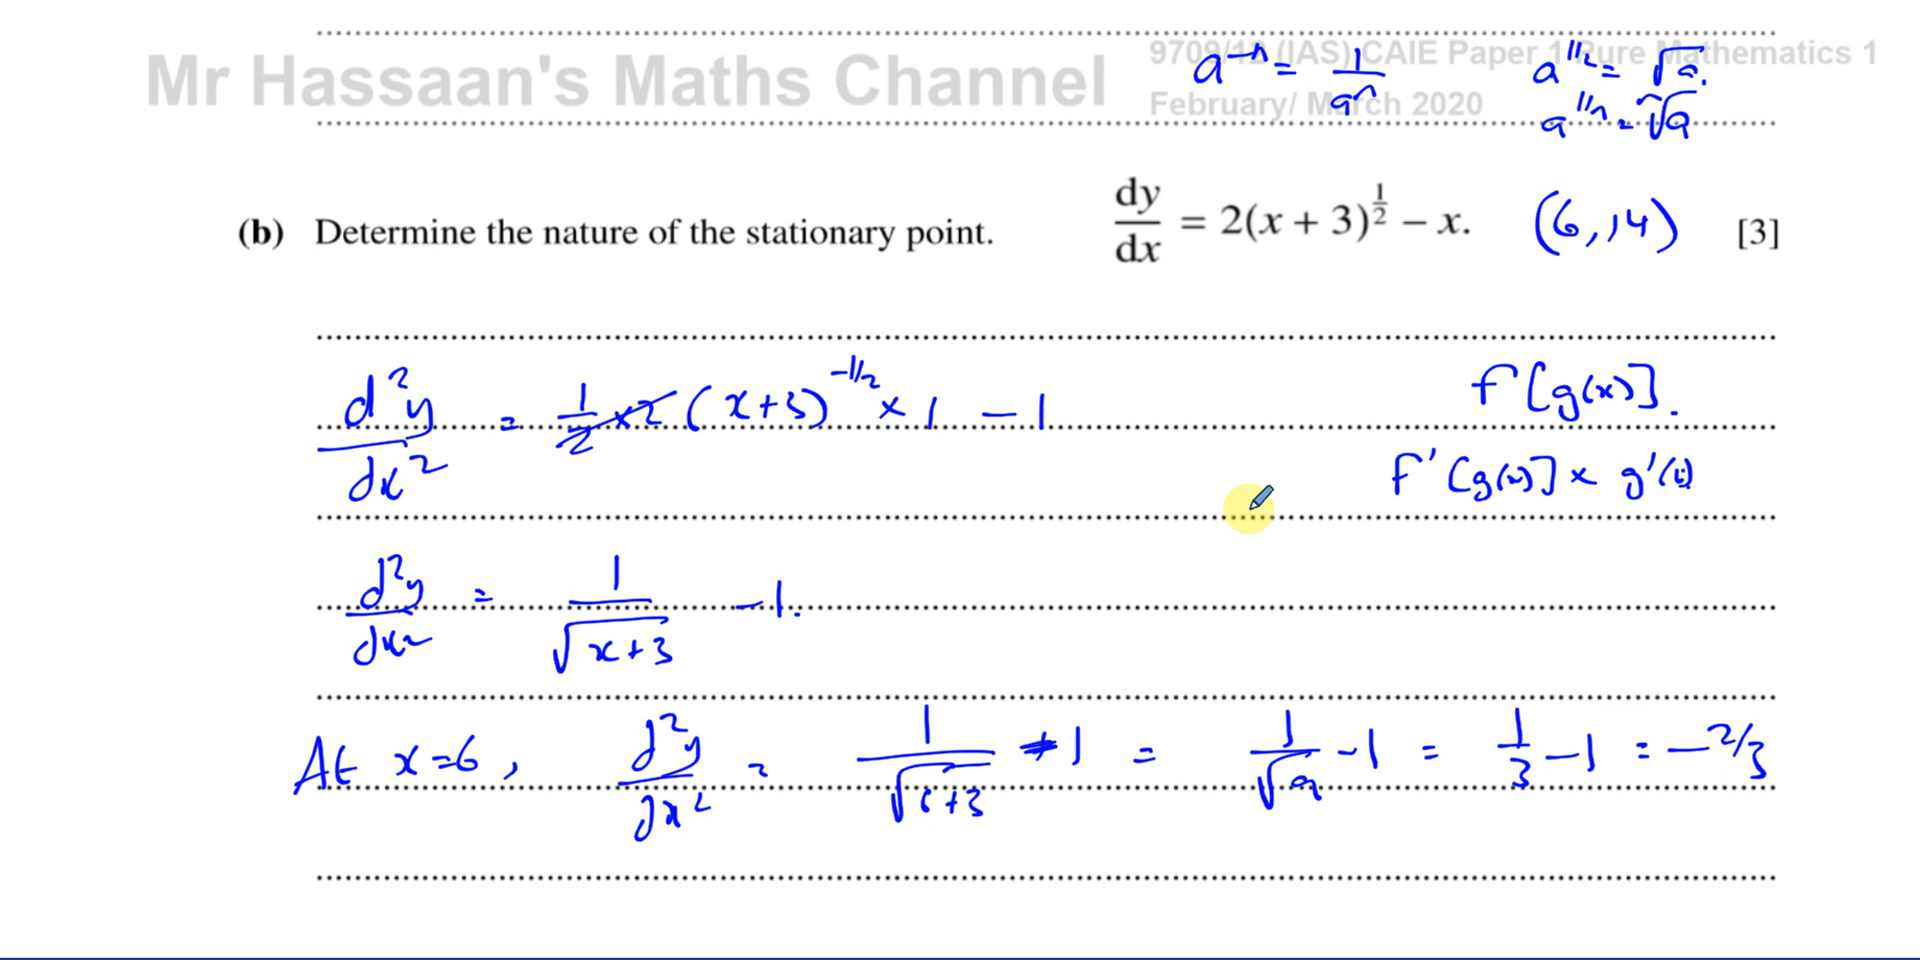 Mr Hassaan's Maths Channel
9709/12 (IAS) CAIE Paper 1 Pure Mathematics 1
February/ March 2020
a⁻ⁿ = 1/aⁿ
a^1/2 = √a.
a^1/n = ⁿ√a
(b) Determine the nature of the stationary point. dy/dx = 2(x + 3)^½ − x. (6, 14) [3]
d²y/dx² = 1/2 × 2 (x+3)^-1/2 × 1 − 1
f[g(x)].
f'[g(x)] × g'(x)
d²y/dx² = 1/√(x+3) − 1.
At x=6, d²y/dx² = 1/√(6+3) − 1 = 1/√9 − 1 = 1/3 − 1 = −2/3